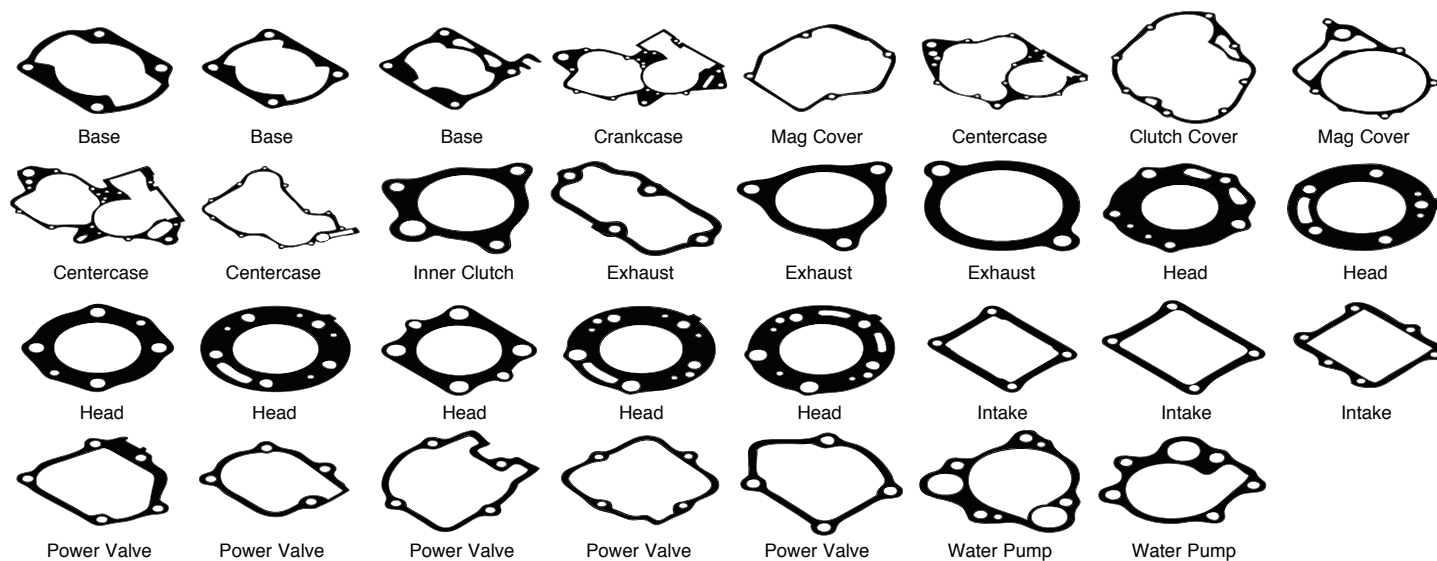 Base Base Base Crankcase Mag Cover Centercase Clutch Cover Mag Cover
Centercase Centercase Inner Clutch Exhaust Exhaust Exhaust Head Head
Head Head Head Head Head Intake Intake Intake
Power Valve Power Valve Power Valve Power Valve Power Valve Water Pump Water Pump